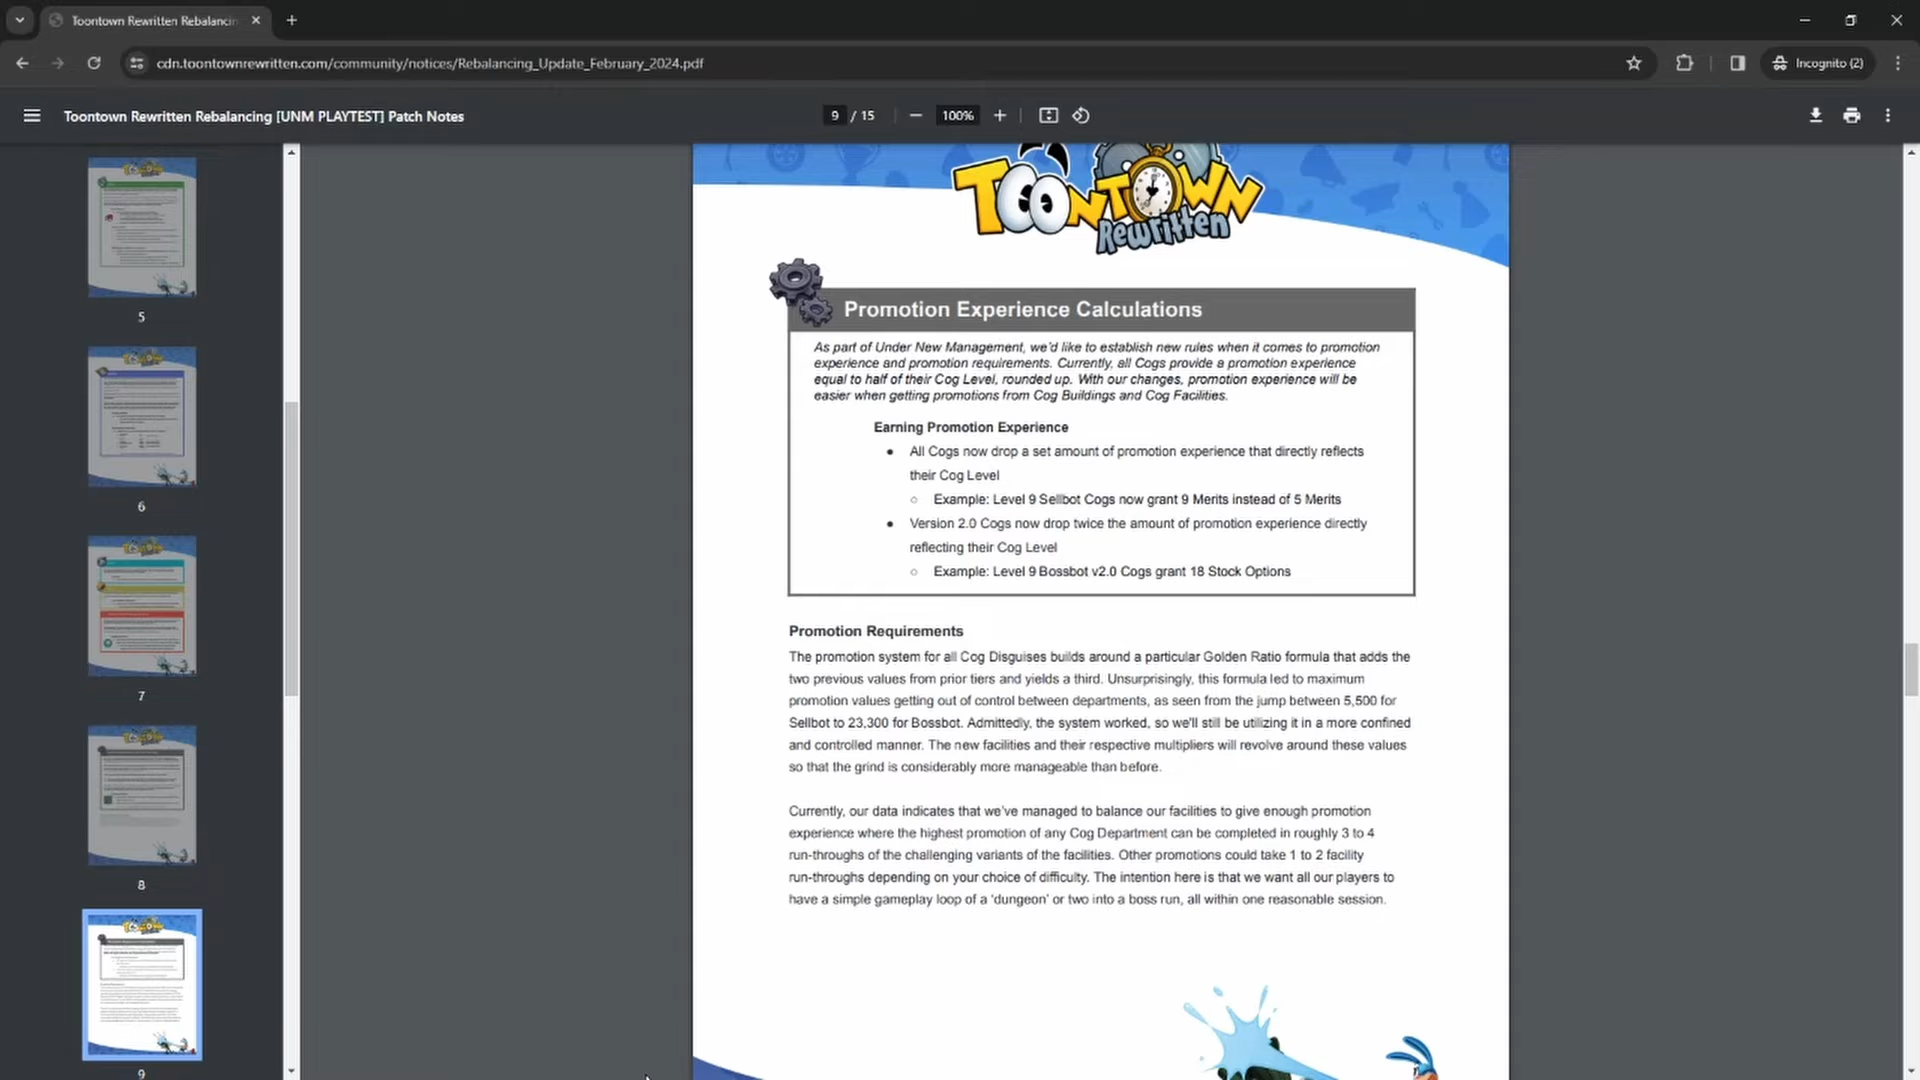 Toontown Rewritten Rebalancin
cdn.toontownrewritten.com/community/notices/Rebalancing_Update_February_2024.pdf
Incognito (2)
Toontown Rewritten Rebalancing [UNM PLAYTEST] Patch Notes
9 / 15
100%
5
6
7
8
9
TOONTOWN
Rewritten
Promotion Experience Calculations
As part of Under New Management, we'd like to establish new rules when it comes to promotion
experience and promotion requirements. Currently, all Cogs provide a promotion experience
equal to half of their Cog Level, rounded up. With our changes, promotion experience will be
easier when getting promotions from Cog Buildings and Cog Facilities.
Earning Promotion Experience
● All Cogs now drop a set amount of promotion experience that directly reflects
their Cog Level
○ Example: Level 9 Sellbot Cogs now grant 9 Merits instead of 5 Merits
● Version 2.0 Cogs now drop twice the amount of promotion experience directly
reflecting their Cog Level
○ Example: Level 9 Bossbot v2.0 Cogs grant 18 Stock Options
Promotion Requirements
The promotion system for all Cog Disguises builds around a particular Golden Ratio formula that adds the
two previous values from prior tiers and yields a third. Unsurprisingly, this formula led to maximum
promotion values getting out of control between departments, as seen from the jump between 5,500 for
Sellbot to 23,300 for Bossbot. Admittedly, the system worked, so we'll still be utilizing it in a more confined
and controlled manner. The new facilities and their respective multipliers will revolve around these values
so that the grind is considerably more manageable than before.
Currently, our data indicates that we've managed to balance our facilities to give enough promotion
experience where the highest promotion of any Cog Department can be completed in roughly 3 to 4
run-throughs of the challenging variants of the facilities. Other promotions could take 1 to 2 facility
run-throughs depending on your choice of difficulty. The intention here is that we want all our players to
have a simple gameplay loop of a 'dungeon' or two into a boss run, all within one reasonable session.